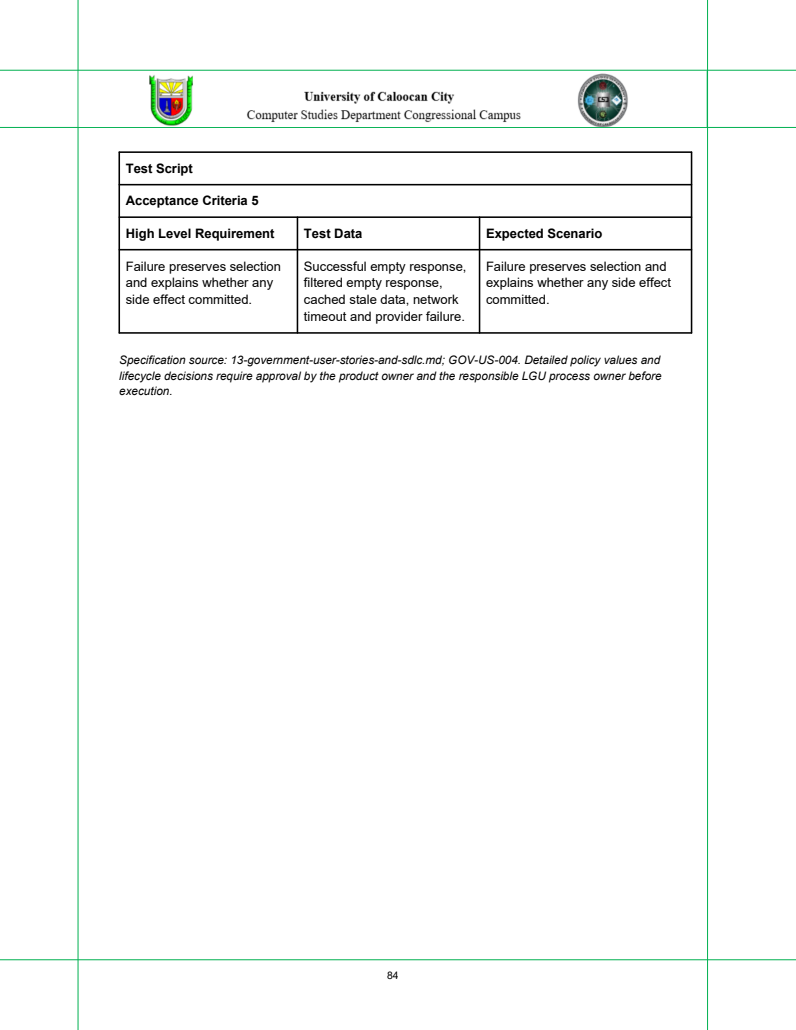 University of Caloocan City
Computer Studies Department Congressional Campus
Test Script
Acceptance Criteria 5
High Level Requirement
Test Data
Expected Scenario
Failure preserves selection
and explains whether any
side effect committed.
Successful empty response,
filtered empty response,
cached stale data, network
timeout and provider failure.
Failure preserves selection and
explains whether any side effect
committed.
Specification source: 13-government-user-stories-and-sdlc.md; GOV-US-004. Detailed policy values and
lifecycle decisions require approval by the product owner and the responsible LGU process owner before
execution.
84